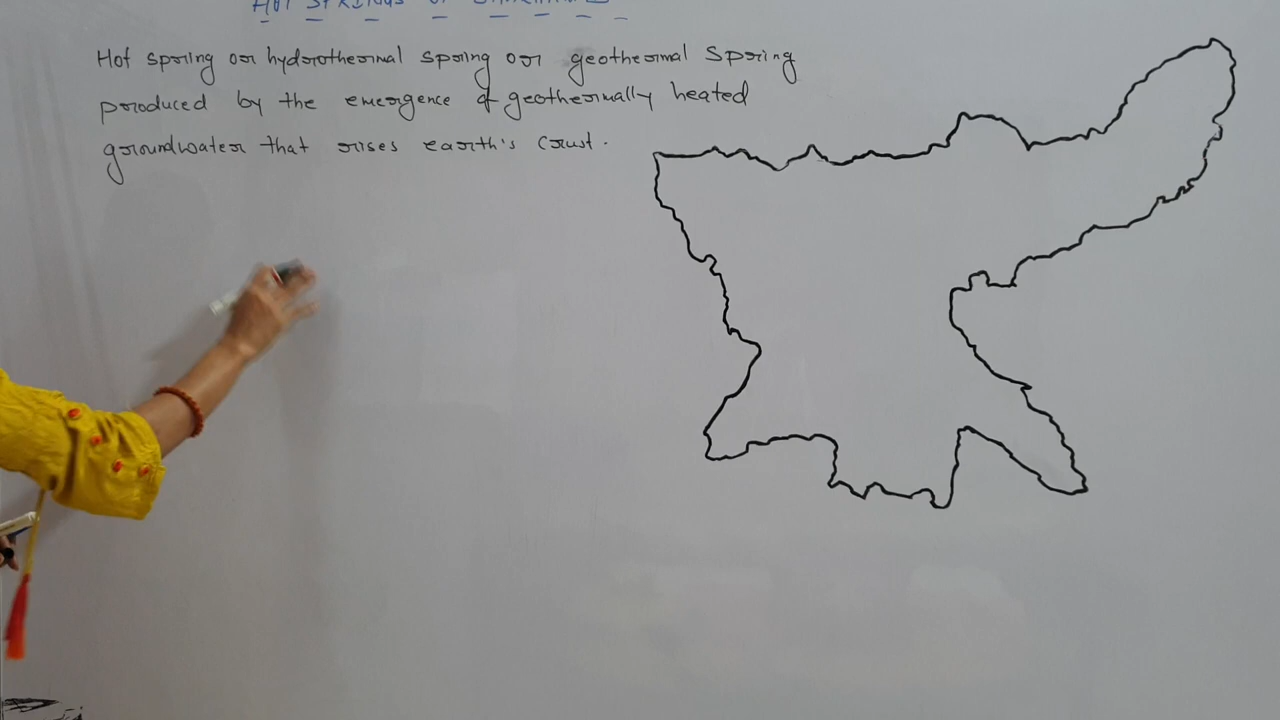 Hot spring or hydrothermal spring or geothermal spring
produced by the emergence of geothermally heated
groundwater that rises earth's crust.